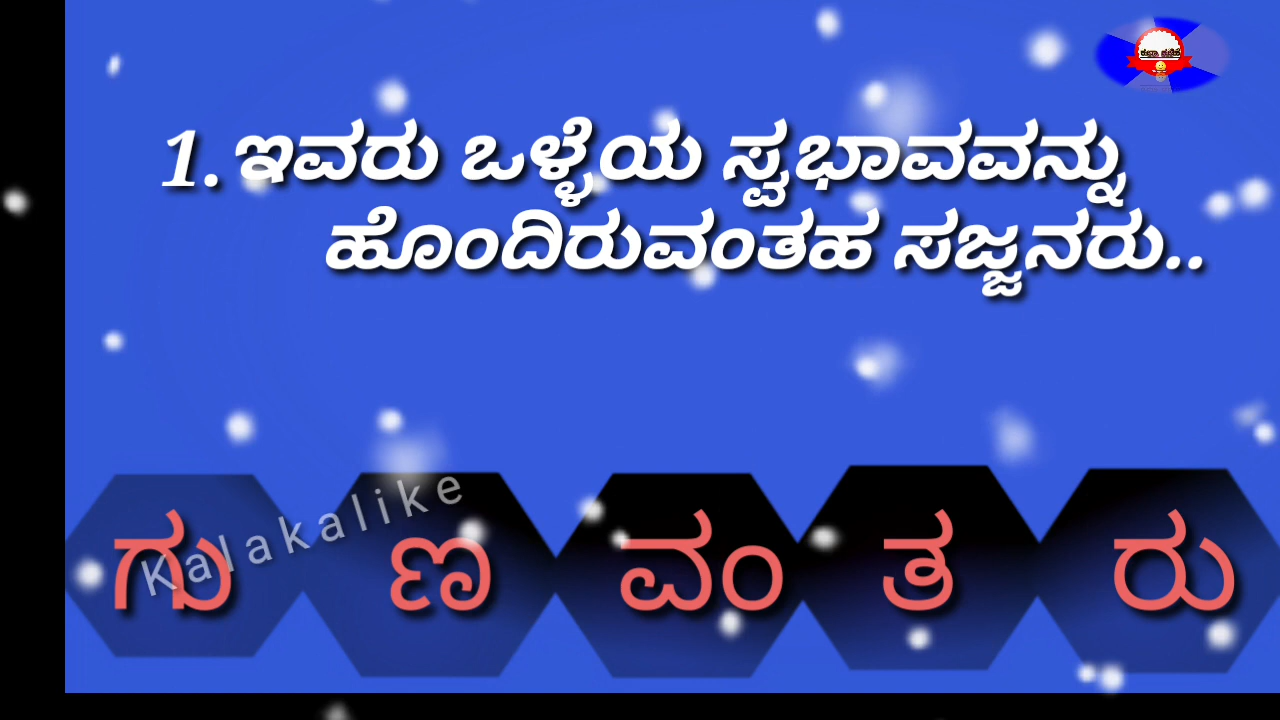 1. ಇವರು ಒಳ್ಳೆಯ ಸ್ವಭಾವವನ್ನು
ಹೊಂದಿರುವಂತಹ ಸಜ್ಜನರು..
ಗು ಣ ವಂ ತ ರು
Kalakalike